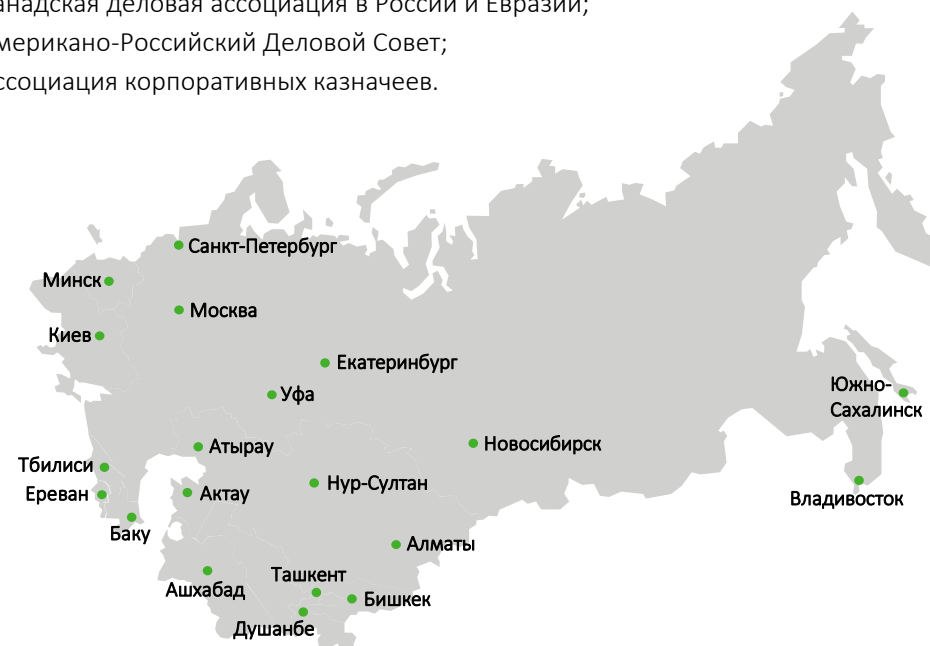 анадская деловая ассоциация в России и Евразии;
мерикано-Российский Деловой Совет;
ссоциация корпоративных казначеев.
Санкт-Петербург
Минск
Москва
Киев
Екатеринбург
Уфа
Южно-
Сахалинск
Атырау
Новосибирск
Тбилиси
Нур-Султан
Ереван
Актау
Владивосток
Баку
Алматы
Ташкент
Ашхабад
Бишкек
Душанбе